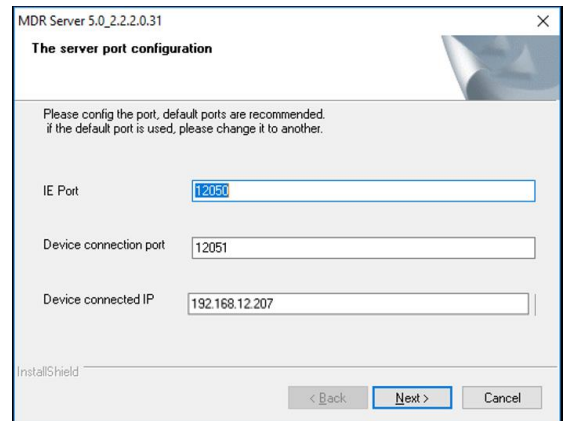 MDR Server 5.0_2.2.2.0.31
The server port configuration
Please config the port, default ports are recommended.
if the default port is used, please change it to another.
IE Port
12050
Device connection port
12051
Device connected IP
192.168.12.207
InstallShield
< Back
Next >
Cancel